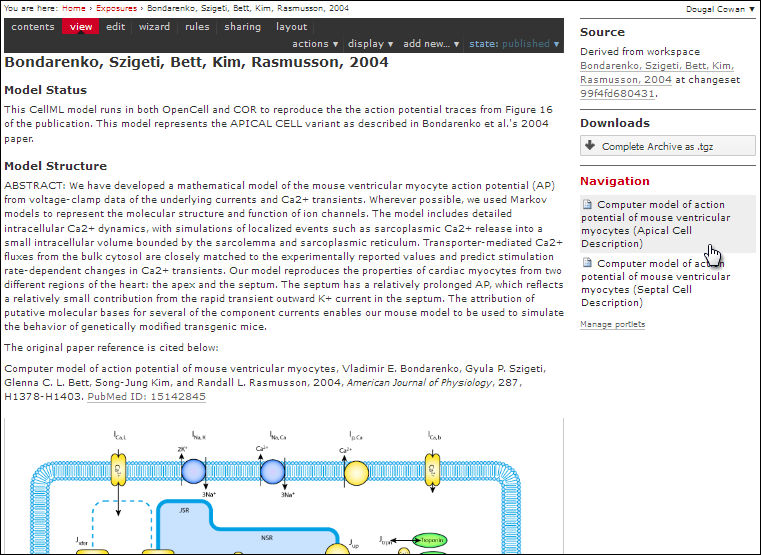 You are here: Home › Exposures › Bondarenko, Szigeti, Bett, Kim, Rasmusson, 2004
Dougal Cowan ▼
contents view edit wizard rules sharing layout
actions ▼ display ▼ add new... ▼ state: published ▼
Bondarenko, Szigeti, Bett, Kim, Rasmusson, 2004
Model Status
This CellML model runs in both OpenCell and COR to reproduce the the action potential traces from Figure 16
of the publication. This model represents the APICAL CELL variant as described in Bondarenko et al.'s 2004
paper.
Model Structure
ABSTRACT: We have developed a mathematical model of the mouse ventricular myocyte action potential (AP)
from voltage-clamp data of the underlying currents and Ca2+ transients. Wherever possible, we used Markov
models to represent the molecular structure and function of ion channels. The model includes detailed
intracellular Ca2+ dynamics, with simulations of localized events such as sarcoplasmic Ca2+ release into a
small intracellular volume bounded by the sarcolemma and sarcoplasmic reticulum. Transporter-mediated Ca2+
fluxes from the bulk cytosol are closely matched to the experimentally reported values and predict stimulation
rate-dependent changes in Ca2+ transients. Our model reproduces the properties of cardiac myocytes from two
different regions of the heart: the apex and the septum. The septum has a relatively prolonged AP, which reflects
a relatively small contribution from the rapid transient outward K+ current in the septum. The attribution of
putative molecular bases for several of the component currents enables our mouse model to be used to simulate
the behavior of genetically modified transgenic mice.
The original paper reference is cited below:
Computer model of action potential of mouse ventricular myocytes, Vladimir E. Bondarenko, Gyula P. Szigeti,
Glenna C. L. Bett, Song-Jung Kim, and Randall L. Rasmusson, 2004, American Journal of Physiology, 287,
H1378-H1403. PubMed ID: 15142845
I Ca,L I Na,K I Na,Ca I p,Ca I Ca,b
2K+ Ca2+ Ca2+
Ca2+ Ca2+
3Na+ 3Na+
JSR
NSR
J xfer J up J trpn Troponin
Source
Derived from workspace
Bondarenko, Szigeti, Bett, Kim,
Rasmusson, 2004 at changeset
99f4fd680431.
Downloads
Complete Archive as .tgz
Navigation
Computer model of action
potential of mouse ventricular
myocytes (Apical Cell
Description)
Computer model of action
potential of mouse ventricular
myocytes (Septal Cell
Description)
Manage portlets